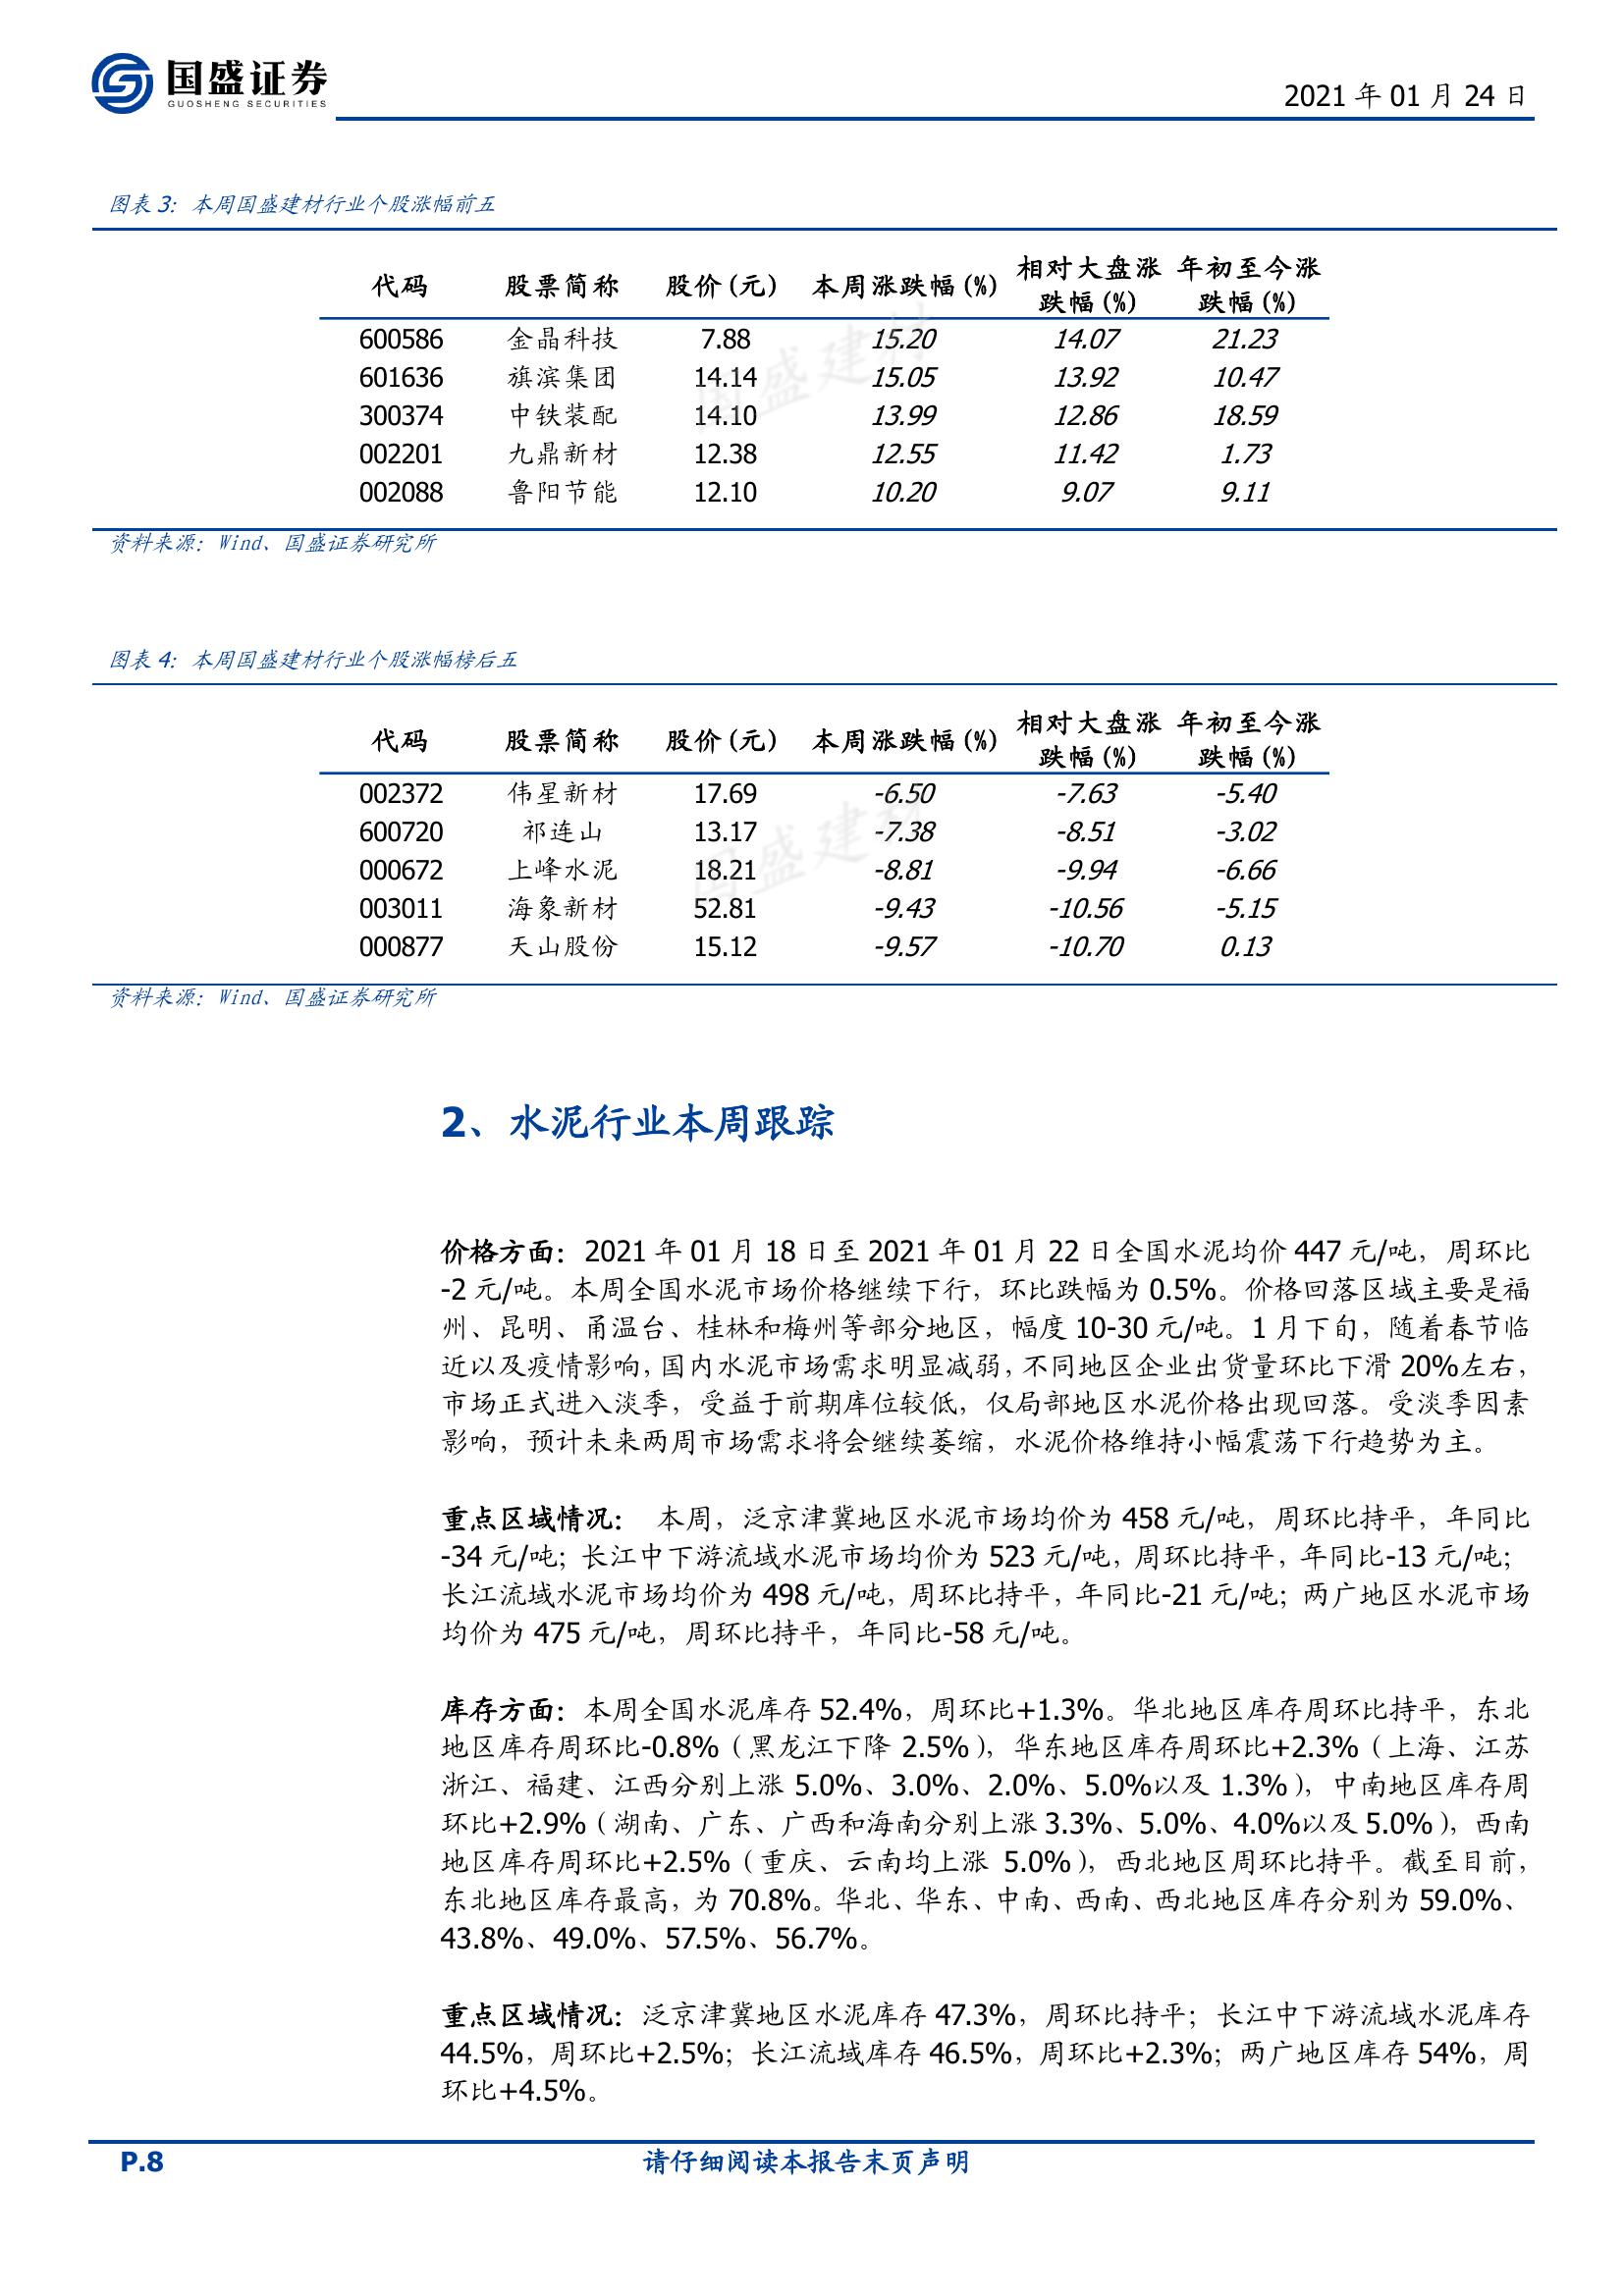 国盛证券
GUOSHENG SECURITIES
2021 年 01 月 24 日
图表 3：本周国盛建材行业个股涨幅前五
代码 股票简称 股价(元) 本周涨跌幅(%) 相对大盘涨跌幅(%) 年初至今涨跌幅(%)
600586 金晶科技 7.88 15.20 14.07 21.23
601636 旗滨集团 14.14 15.05 13.92 10.47
300374 中铁装配 14.10 13.99 12.86 18.59
002201 九鼎新材 12.38 12.55 11.42 1.73
002088 鲁阳节能 12.10 10.20 9.07 9.11
国盛建材
资料来源：Wind、国盛证券研究所
图表 4：本周国盛建材行业个股涨幅榜后五
代码 股票简称 股价(元) 本周涨跌幅(%) 相对大盘涨跌幅(%) 年初至今涨跌幅(%)
002372 伟星新材 17.69 -6.50 -7.63 -5.40
600720 祁连山 13.17 -7.38 -8.51 -3.02
000672 上峰水泥 18.21 -8.81 -9.94 -6.66
003011 海象新材 52.81 -9.43 -10.56 -5.15
000877 天山股份 15.12 -9.57 -10.70 0.13
国盛建材
资料来源：Wind、国盛证券研究所
2、水泥行业本周跟踪
价格方面：2021 年 01 月 18 日至 2021 年 01 月 22 日全国水泥均价 447 元/吨，周环比
-2 元/吨。本周全国水泥市场价格继续下行，环比跌幅为 0.5%。价格回落区域主要是福
州、昆明、甬温台、桂林和梅州等部分地区，幅度 10-30 元/吨。1 月下旬，随着春节临
近以及疫情影响，国内水泥市场需求明显减弱，不同地区企业出货量环比下滑 20%左右，
市场正式进入淡季，受益于前期库位较低，仅局部地区水泥价格出现回落。受淡季因素
影响，预计未来两周市场需求将会继续萎缩，水泥价格维持小幅震荡下行趋势为主。
重点区域情况： 本周，泛京津冀地区水泥市场均价为 458 元/吨，周环比持平，年同比
-34 元/吨；长江中下游流域水泥市场均价为 523 元/吨，周环比持平，年同比-13 元/吨；
长江流域水泥市场均价为 498 元/吨，周环比持平，年同比-21 元/吨；两广地区水泥市场
均价为 475 元/吨，周环比持平，年同比-58 元/吨。
库存方面：本周全国水泥库存 52.4%，周环比+1.3%。华北地区库存周环比持平，东北
地区库存周环比-0.8%（黑龙江下降 2.5%），华东地区库存周环比+2.3%（上海、江苏
浙江、福建、江西分别上涨 5.0%、3.0%、2.0%、5.0%以及 1.3%），中南地区库存周
环比+2.9%（湖南、广东、广西和海南分别上涨 3.3%、5.0%、4.0%以及 5.0%），西南
地区库存周环比+2.5%（重庆、云南均上涨 5.0%），西北地区周环比持平。截至目前，
东北地区库存最高，为 70.8%。华北、华东、中南、西南、西北地区库存分别为 59.0%、
43.8%、49.0%、57.5%、56.7%。
重点区域情况：泛京津冀地区水泥库存 47.3%，周环比持平；长江中下游流域水泥库存
44.5%，周环比+2.5%；长江流域库存 46.5%，周环比+2.3%；两广地区库存 54%，周
环比+4.5%。
P.8 请仔细阅读本报告末页声明